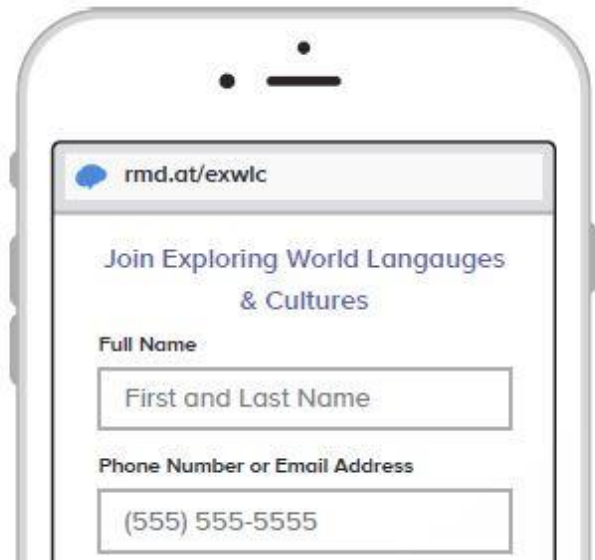 rmd.at/exwlc
Join Exploring World Langauges
& Cultures
Full Name
First and Last Name
Phone Number or Email Address
(555) 555-5555